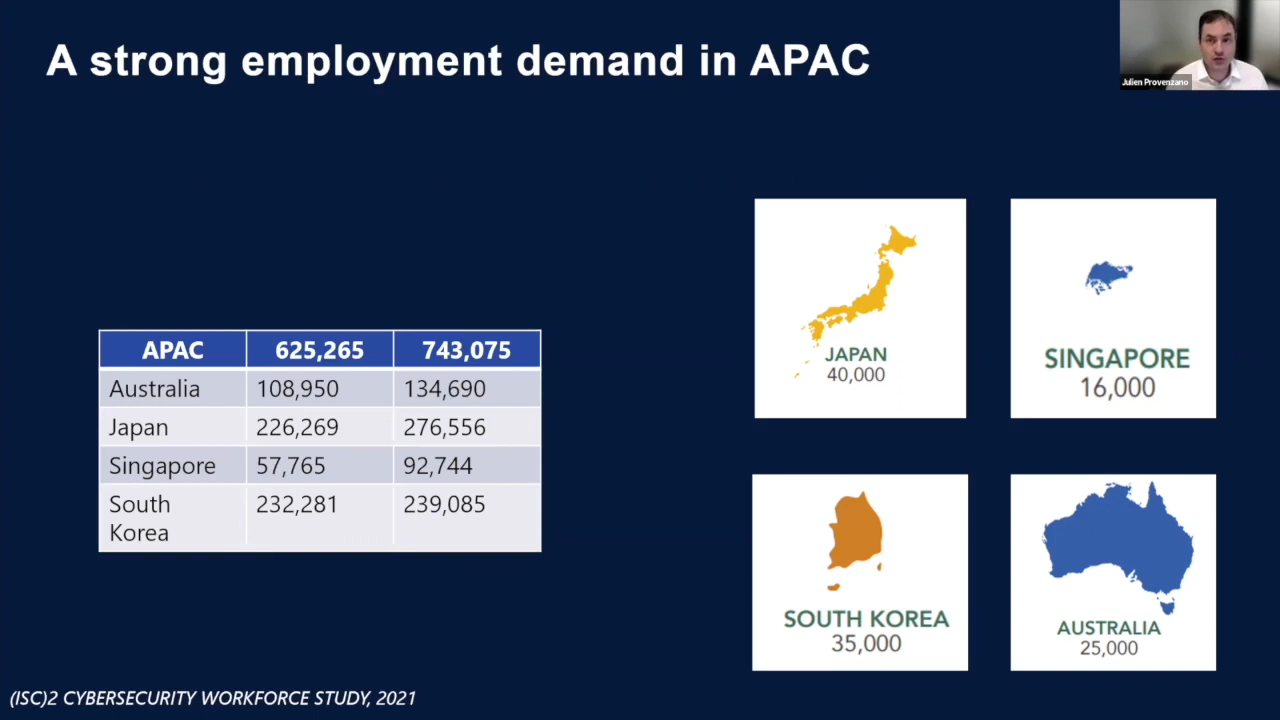 A strong employment demand in APAC
Julien Provenzano
APAC 625,265 743,075
Australia 108,950 134,690
Japan 226,269 276,556
Singapore 57,765 92,744
South Korea 232,281 239,085
JAPAN
40,000
SINGAPORE
16,000
SOUTH KOREA
35,000
AUSTRALIA
25,000
(ISC)2 CYBERSECURITY WORKFORCE STUDY, 2021